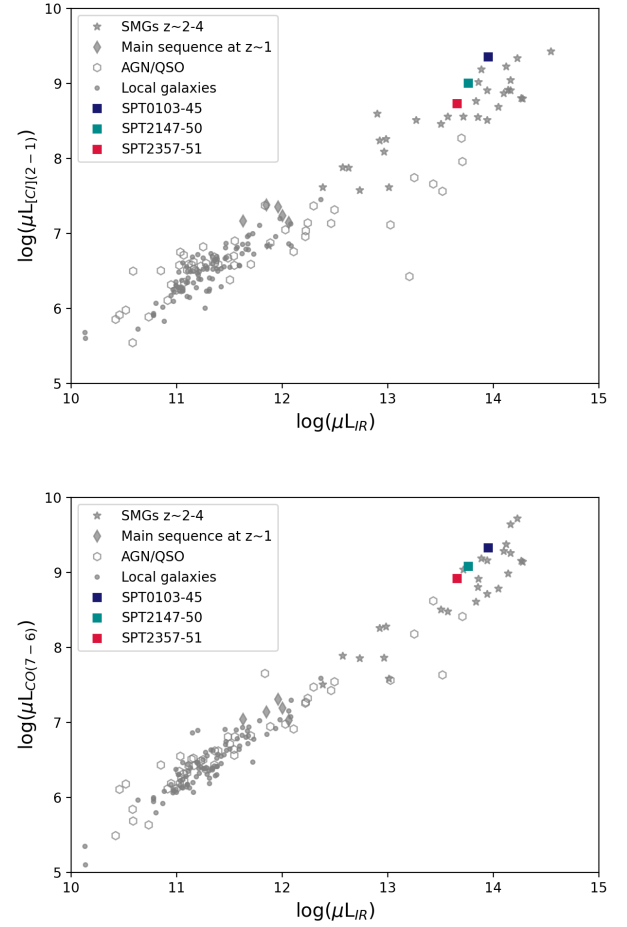 10
9
8
7
6
5
log(μL[CI](2 − 1))
SMGs z~2-4
Main sequence at z~1
AGN/QSO
Local galaxies
SPT0103-45
SPT2147-50
SPT2357-51
10 11 12 13 14 15
log(μLIR)
10
9
8
7
6
5
log(μLCO(7 − 6))
SMGs z~2-4
Main sequence at z~1
AGN/QSO
Local galaxies
SPT0103-45
SPT2147-50
SPT2357-51
10 11 12 13 14 15
log(μLIR)